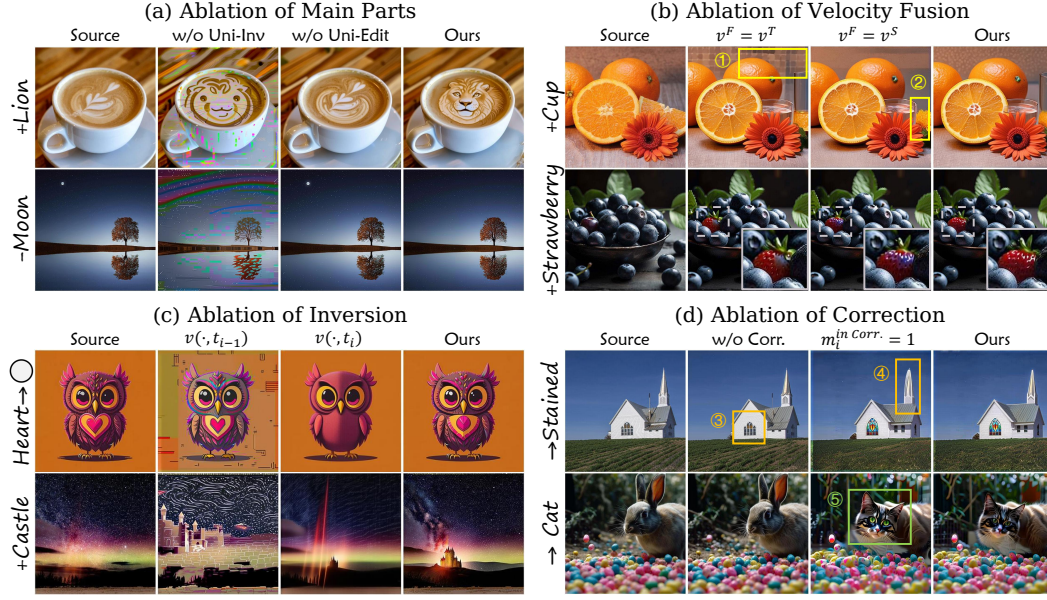 (a) Ablation of Main Parts
Source w/o Uni-Inv w/o Uni-Edit Ours
+Lion
−Moon
(b) Ablation of Velocity Fusion
Source v^F = v^T v^F = v^S Ours
① ②
+Cup
+Strawberry
(c) Ablation of Inversion
Source v(·, t_{i−1}) v(·, t_i) Ours
Heart→◯
+Castle
(d) Ablation of Correction
Source w/o Corr. m_i^{in Corr.} = 1 Ours
③ ④
→Stained
⑤
→ Cat